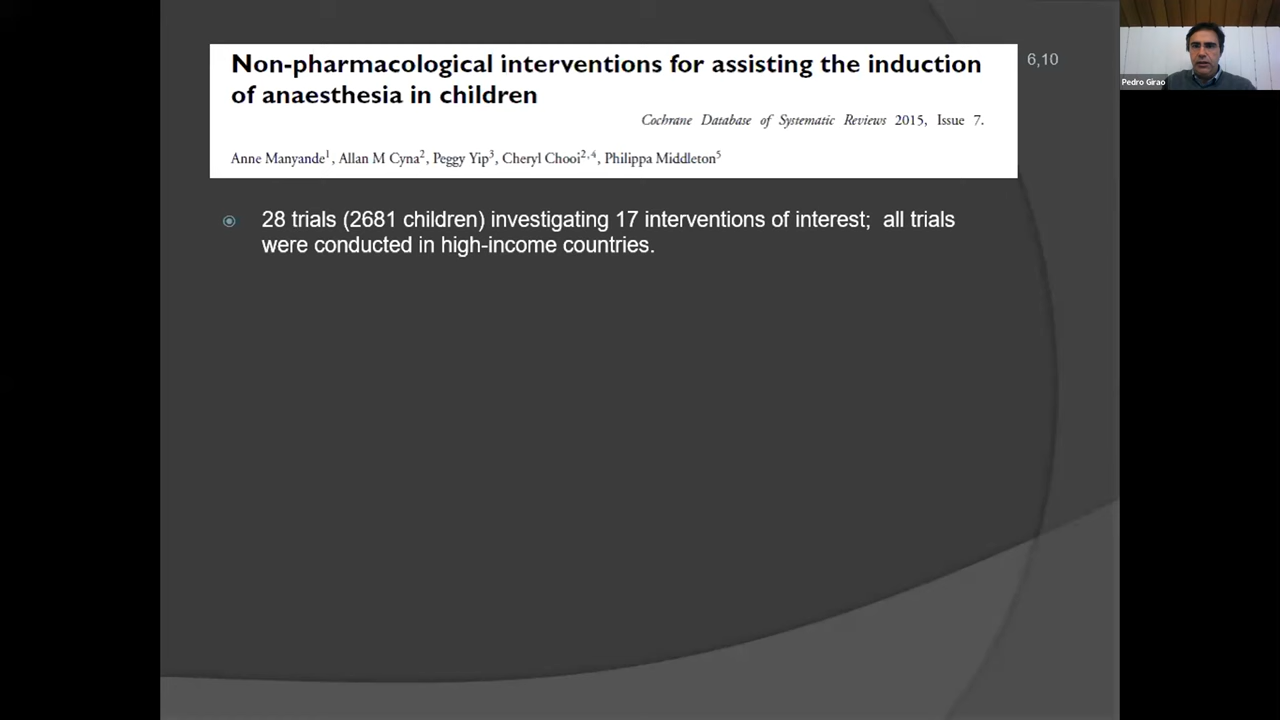 Non-pharmacological interventions for assisting the induction
of anaesthesia in children
Cochrane Database of Systematic Reviews 2015, Issue 7.
Anne Manyande1, Allan M Cyna2, Peggy Yip3, Cheryl Chooi2,4, Philippa Middleton5
6,10
Pedro Girao
28 trials (2681 children) investigating 17 interventions of interest;  all trials
were conducted in high-income countries.